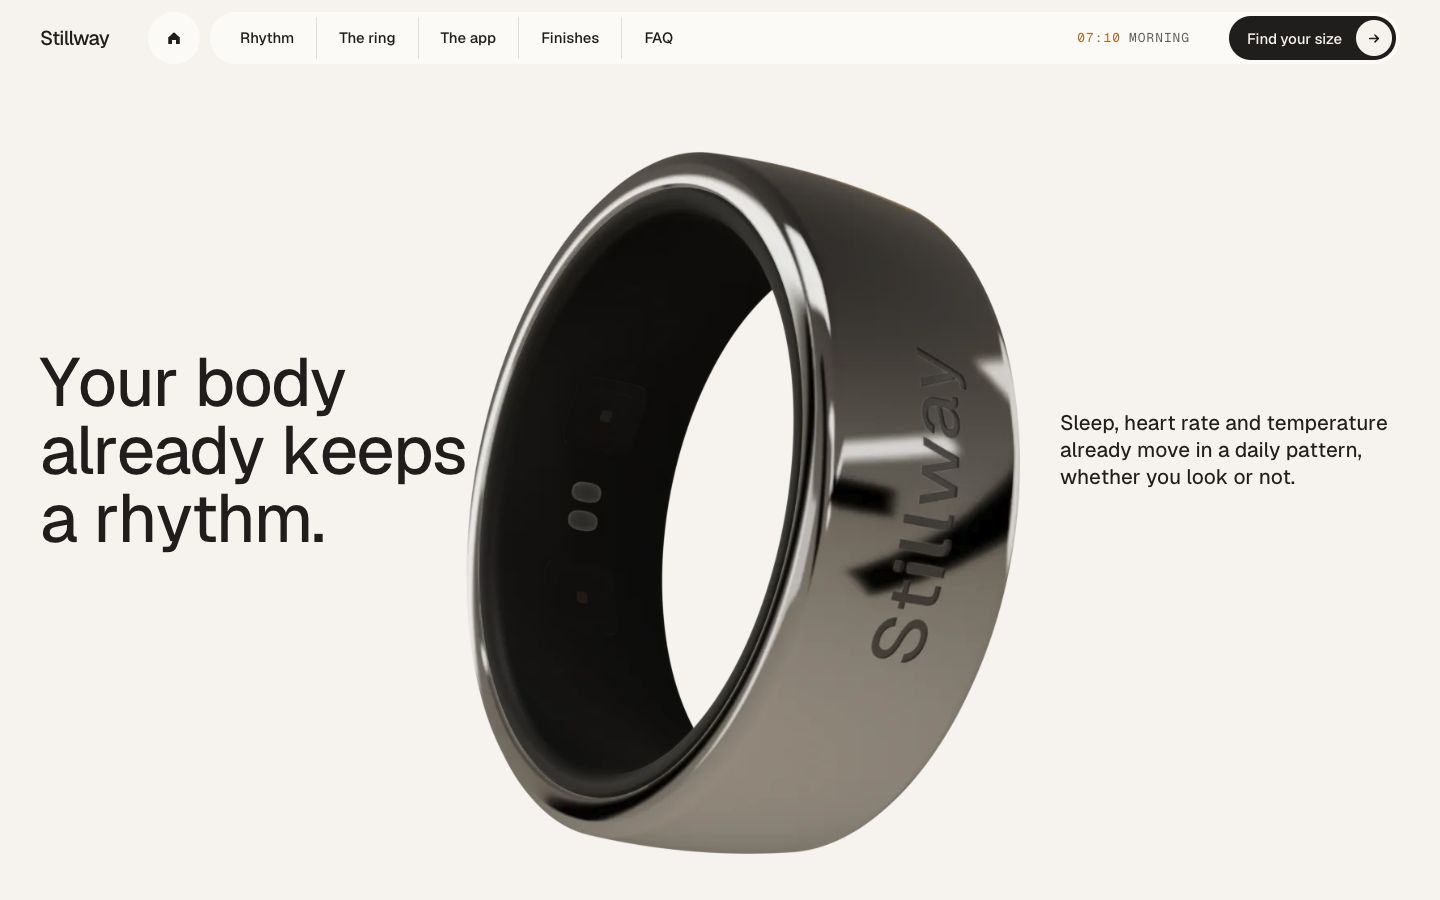 Stillway
Rhythm
The ring
The app
Finishes
FAQ
07:10 MORNING
Find your size
Your body
already keeps
a rhythm.
Stillway
Sleep, heart rate and temperature
already move in a daily pattern,
whether you look or not.